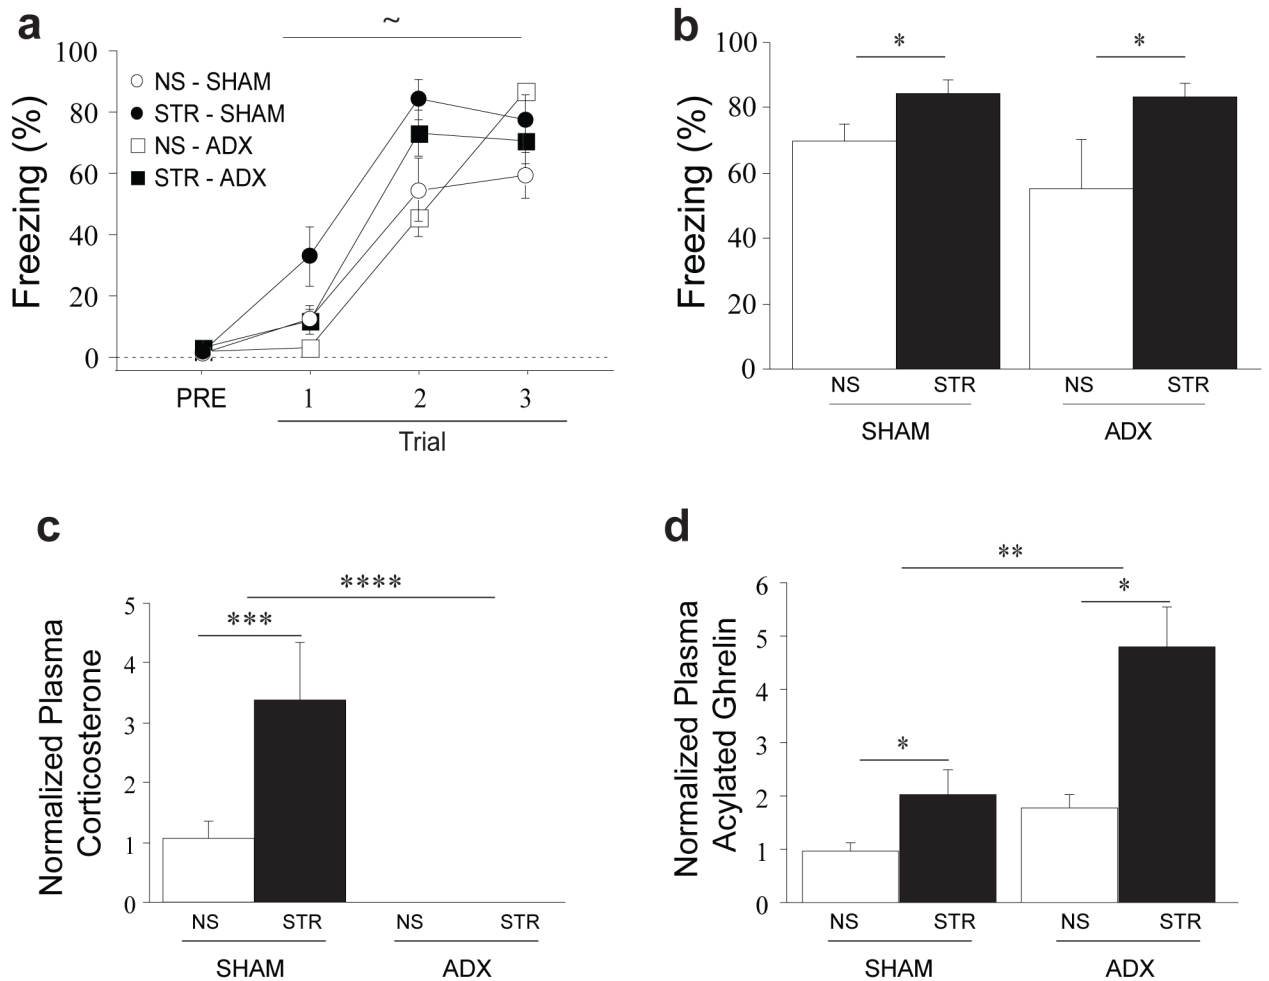 a
~
100
80
60
40
20
0
Freezing (%)
NS - SHAM
STR - SHAM
NS - ADX
STR - ADX
PRE 1 2 3
Trial
b
100
80
60
40
20
0
Freezing (%)
* *
NS STR NS STR
SHAM ADX
c
5
4
3
2
1
0
Normalized Plasma
Corticosterone
****
***
NS STR NS STR
SHAM ADX
d
6
5
4
3
2
1
0
Normalized Plasma
Acylated Ghrelin
**
*
*
NS STR NS STR
SHAM ADX